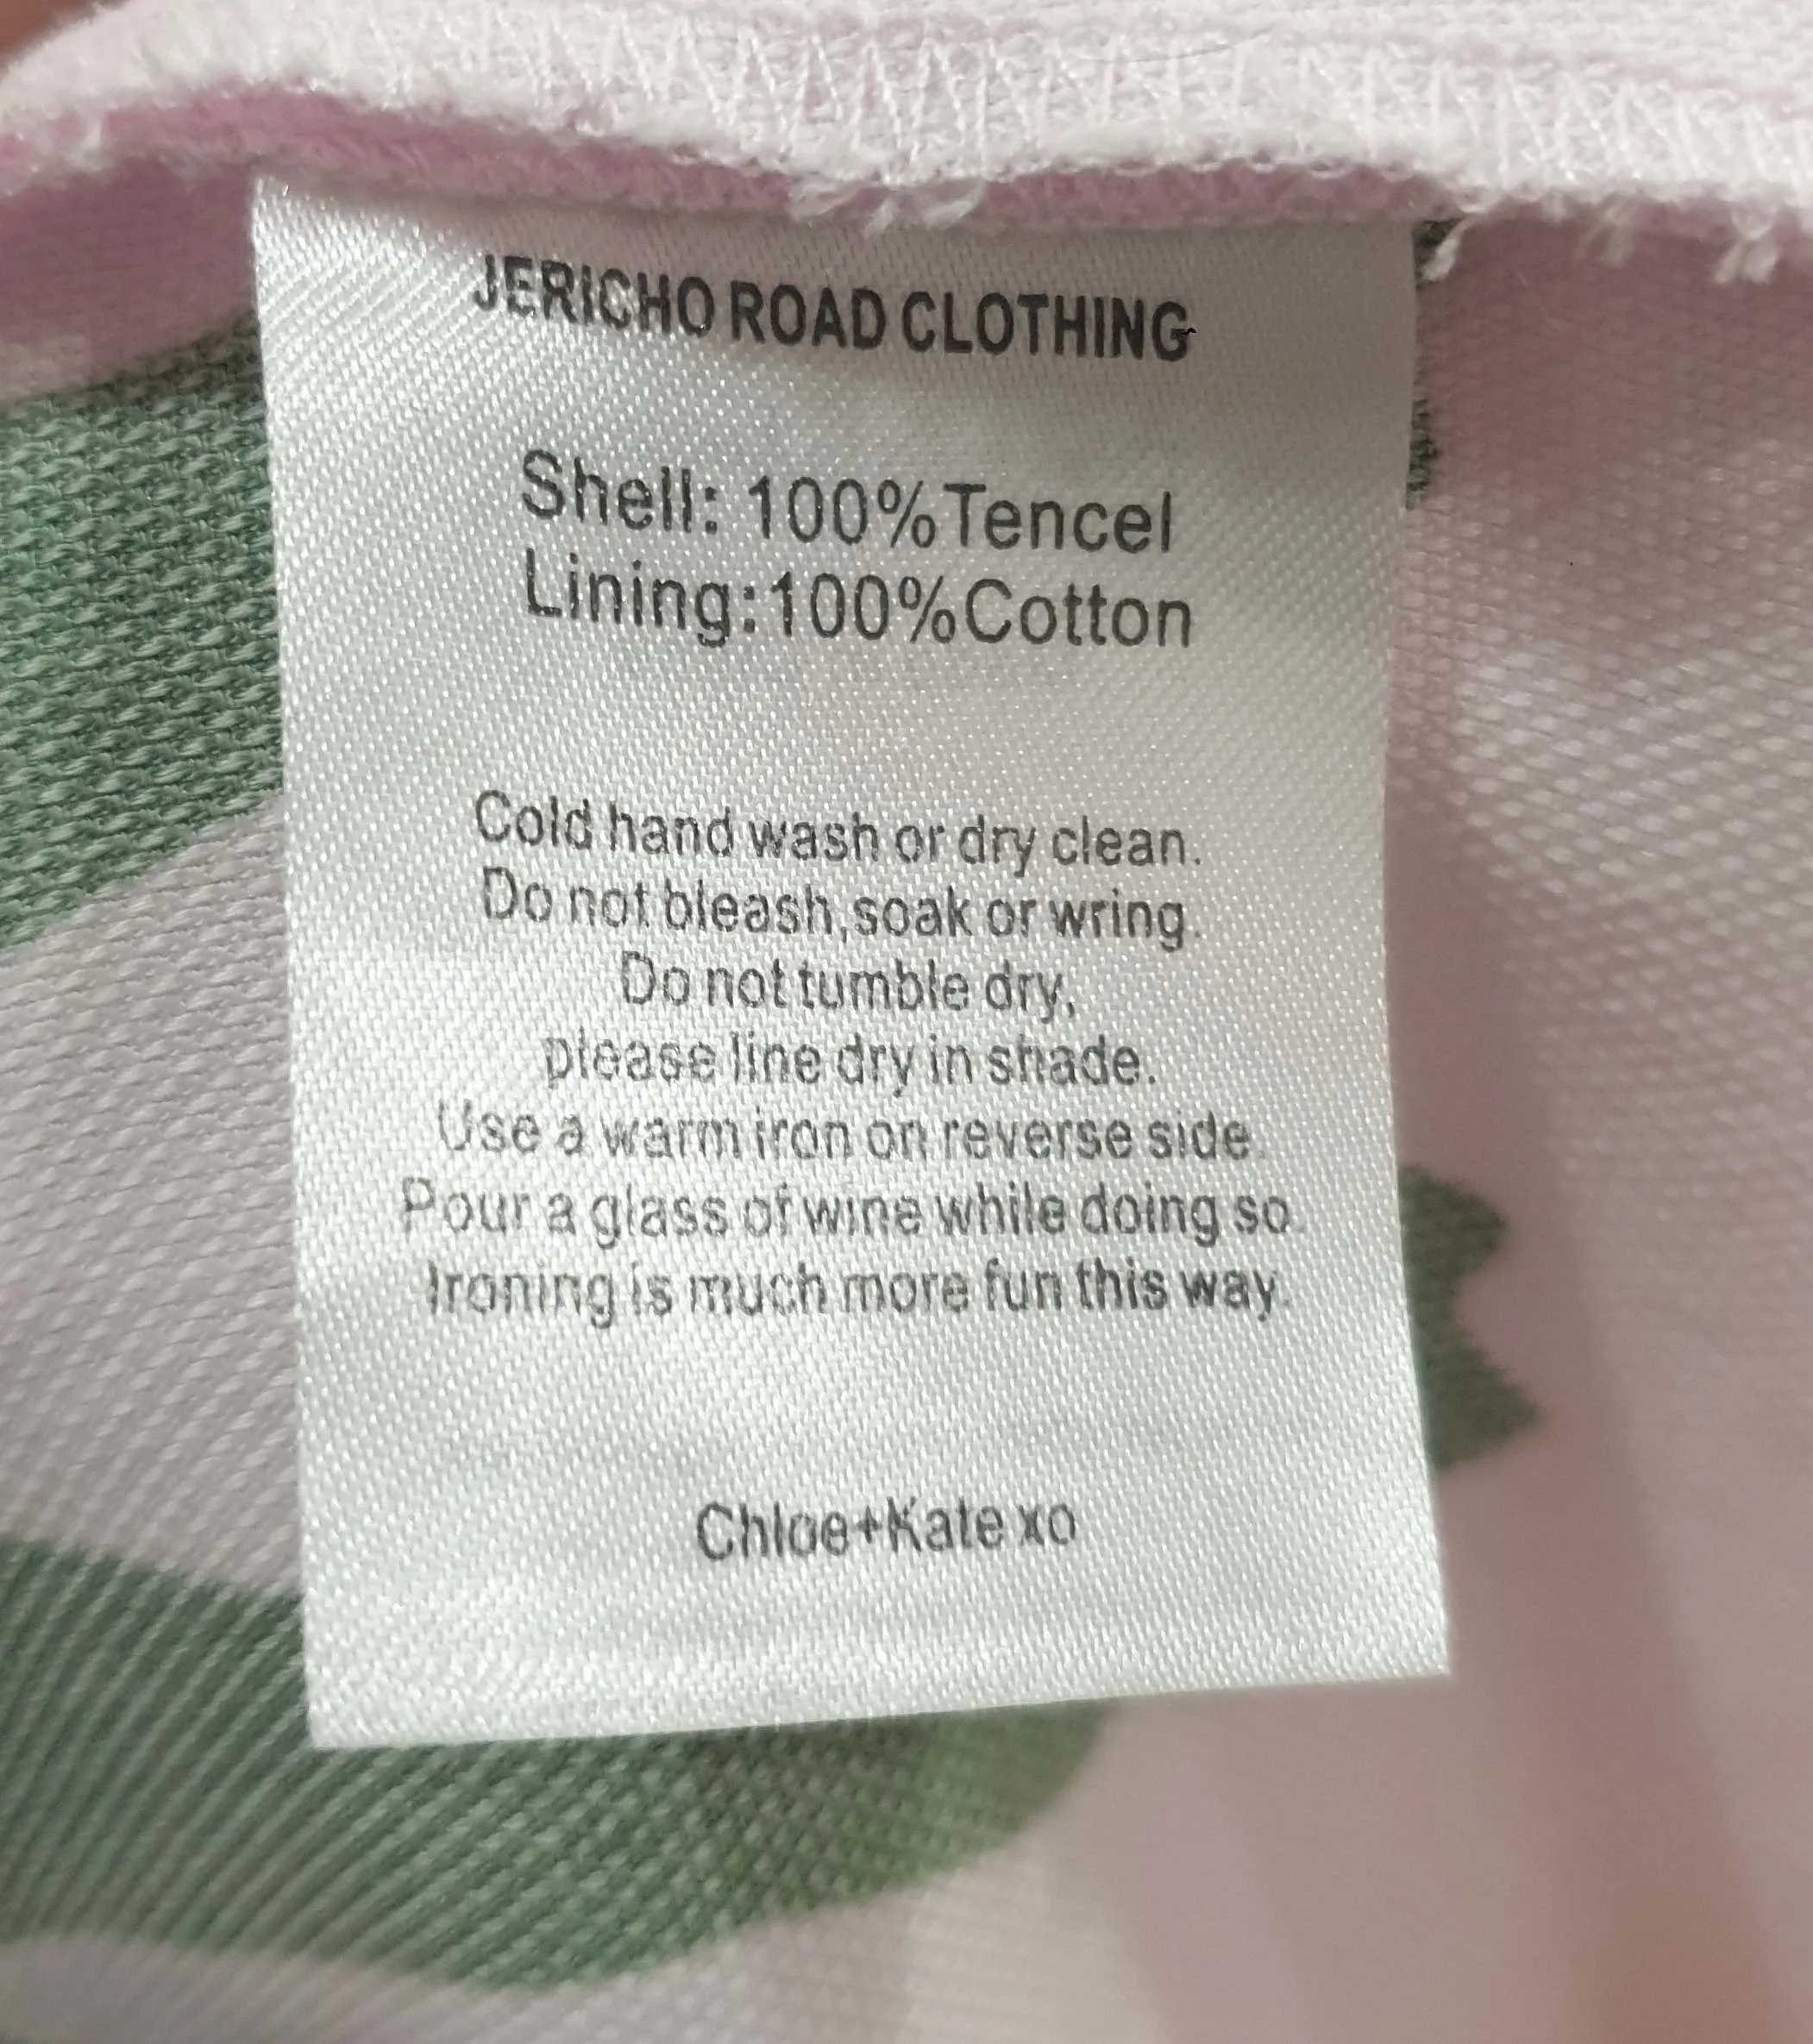 JERICHO ROAD CLOTHING
Shell: 100%Tencel
Lining:100%Cotton
Cold hand wash or dry clean.
Do not bleash,soak or wring.
Do not tumble dry,
please line dry in shade.
Use a warm iron on reverse side.
Pour a glass of wine while doing so.
Ironing is much more fun this way.
Chloe+Kate xo